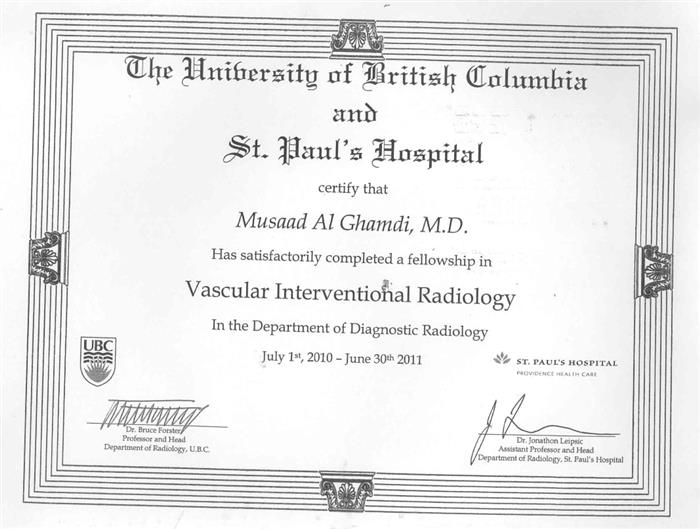 The University of British Columbia
and
St. Paul's Hospital
certify that
Musaad Al Ghamdi, M.D.
Has satisfactorily completed a fellowship in
Vascular Interventional Radiology
In the Department of Diagnostic Radiology
July 1st, 2010 – June 30th 2011
UBC
ST. PAUL'S HOSPITAL
PROVIDENCE HEALTH CARE
Dr. Bruce Forster
Professor and Head
Department of Radiology, U.B.C.
Dr. Jonathon Leipsic
Assistant Professor and Head
Department of Radiology, St. Paul's Hospital